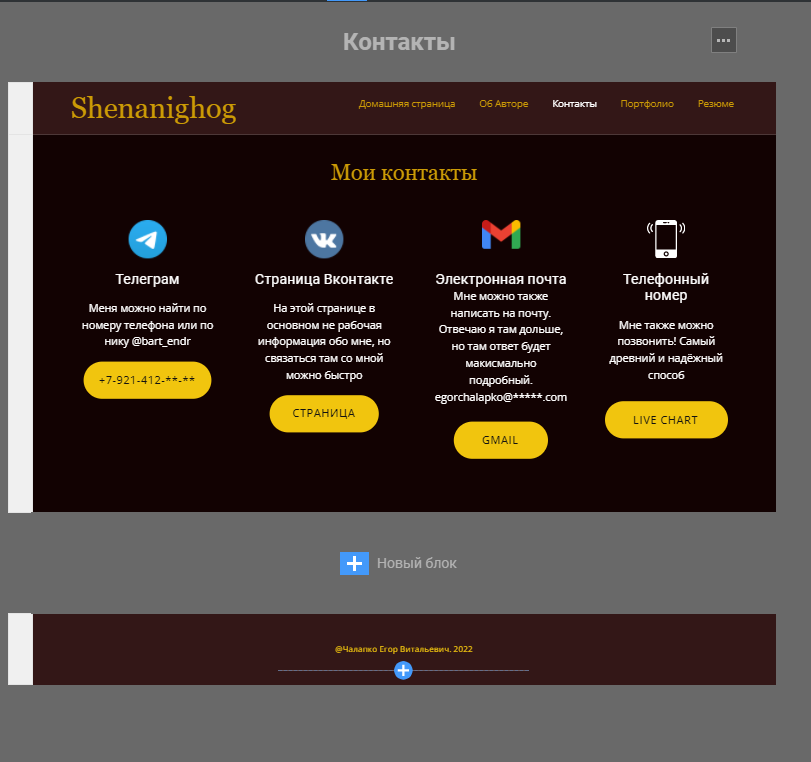 Контакты
Shenanighog
Домашняя страница
Об Авторе
Контакты
Портфолио
Резюме
Мои контакты
Телеграм
Меня можно найти по
номеру телефона или по
нику @bart_endr
+7-921-412-**-**
Страница Вконтакте
На этой странице в
основном не рабочая
информация обо мне, но
связаться там со мной
можно быстро
СТРАНИЦА
Электронная почта
Мне можно также
написать на почту.
Отвечаю я там дольше,
но там ответ будет
макисмально
подробный.
egorchalapko@*****.com
GMAIL
Телефонный
номер
Мне также можно
позвонить! Самый
древний и надёжный
способ
LIVE CHART
Новый блок
@Чалапко Егор Витальевич. 2022